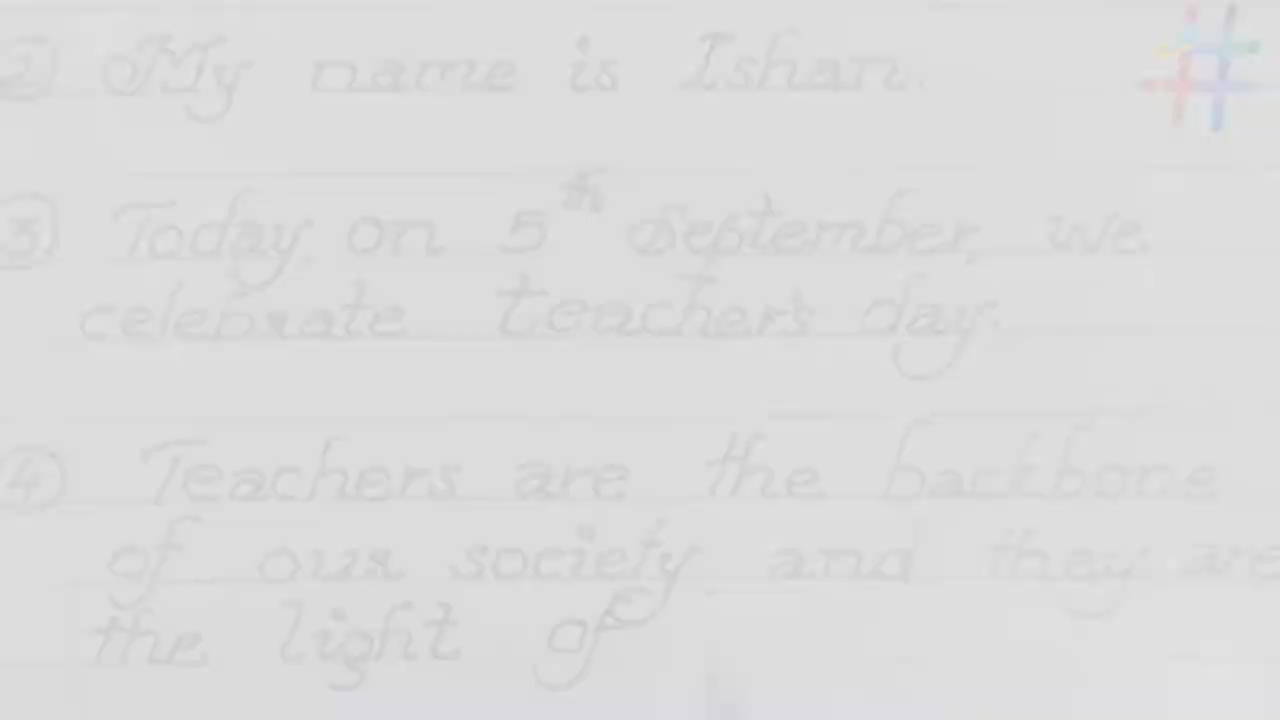 ② My name is Ishan.
③ Today on 5th September, we
celebrate teachers day.
④ Teachers are the backbone
of our society and they are
the light of